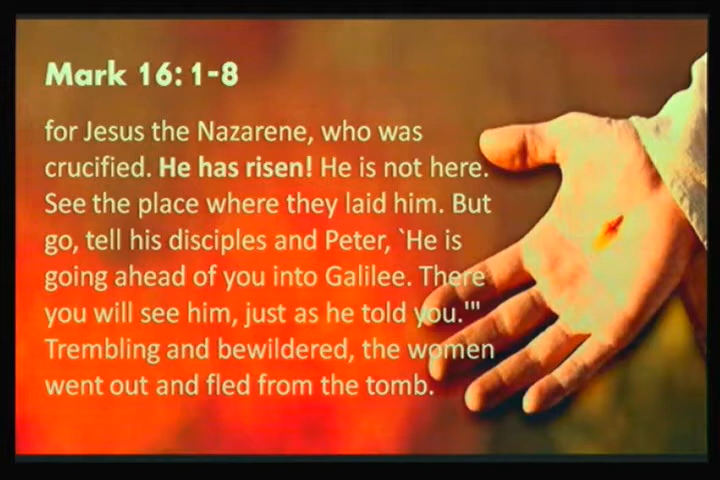 Mark 16: 1-8
for Jesus the Nazarene, who was
crucified. He has risen! He is not here.
See the place where they laid him. But
go, tell his disciples and Peter, `He is
going ahead of you into Galilee. There
you will see him, just as he told you.'"
Trembling and bewildered, the women
went out and fled from the tomb.